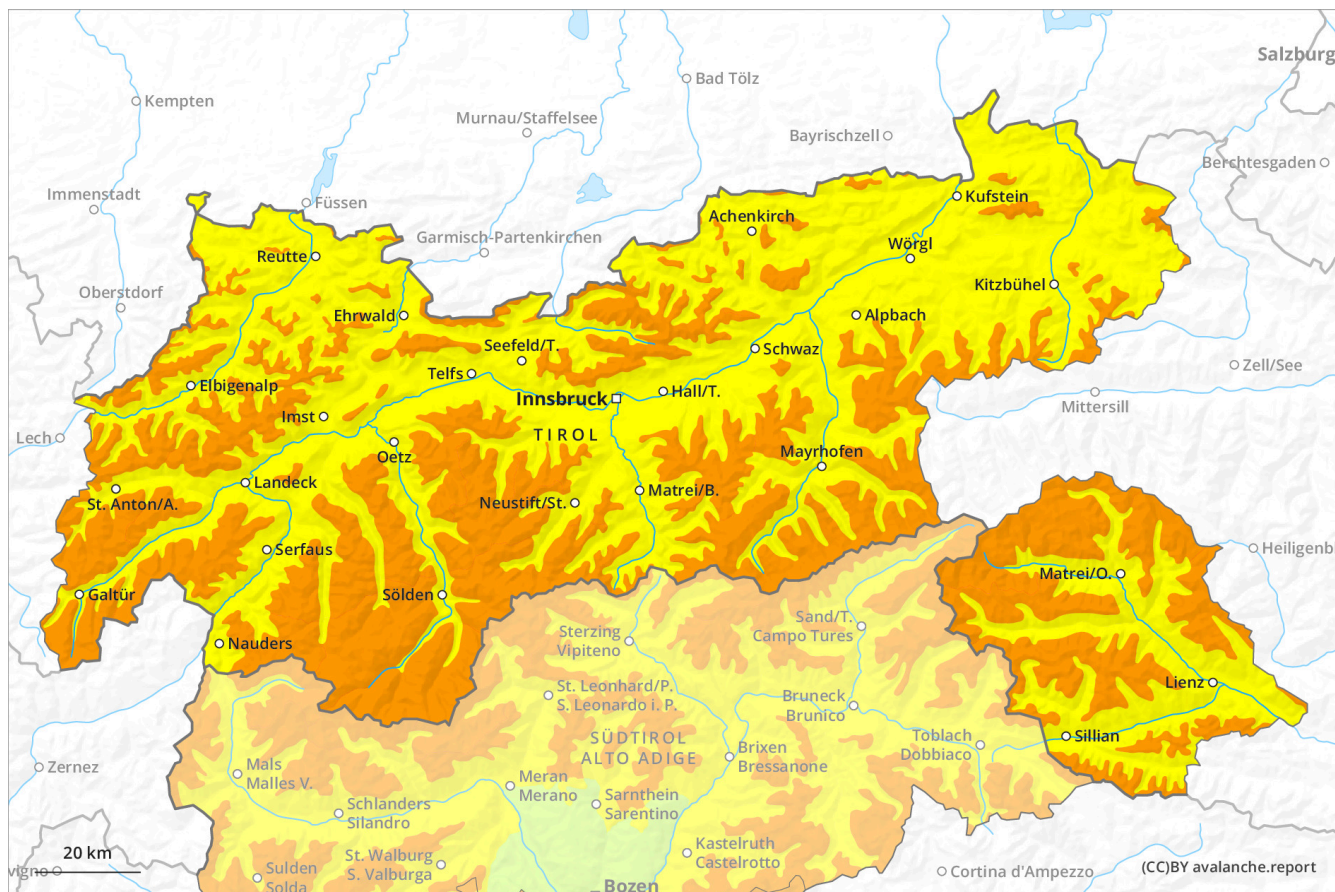 Salzburg
Bad Tölz
Kempten
Murnau/Staffelsee
Bayrischzell
Berchtesgaden
Immenstadt
Füssen
Kufstein
Achenkirch
Garmisch-Partenkirchen
Wörgl
Reutte
Kitzbühel
Oberstdorf
Ehrwald
Alpbach
Seefeld/T.
Schwaz
Zell/See
Telfs
Elbigenalp
Hall/T.
Innsbruck
Mittersill
Imst
TIROL
Lech
Oetz
Mayrhofen
Landeck
Matrei/B.
St. Anton/A.
Neustift/St.
Serfaus
Heiligenb
Matrei/O.
Galtür
Sölden
Sand/T.
Campo Tures
Sterzing
Vipiteno
Nauders
Lienz
St. Leonhard/P.
S. Leonardo i. P.
Bruneck
Brunico
Sillian
SÜDTIROL
ALTO ADIGE
Toblach
Dobbiaco
Brixen
Bressanone
Zernez
Mals
Malles V.
Meran
Merano
Sarnthein
Sarentino
Schlanders
Silandro
Kastelruth
Castelrotto
20 km
St. Walburg
S. Valburga
vigno
Sulden
Solda
Cortina d'Ampezzo
(CC)BY avalanche.report
Bozen